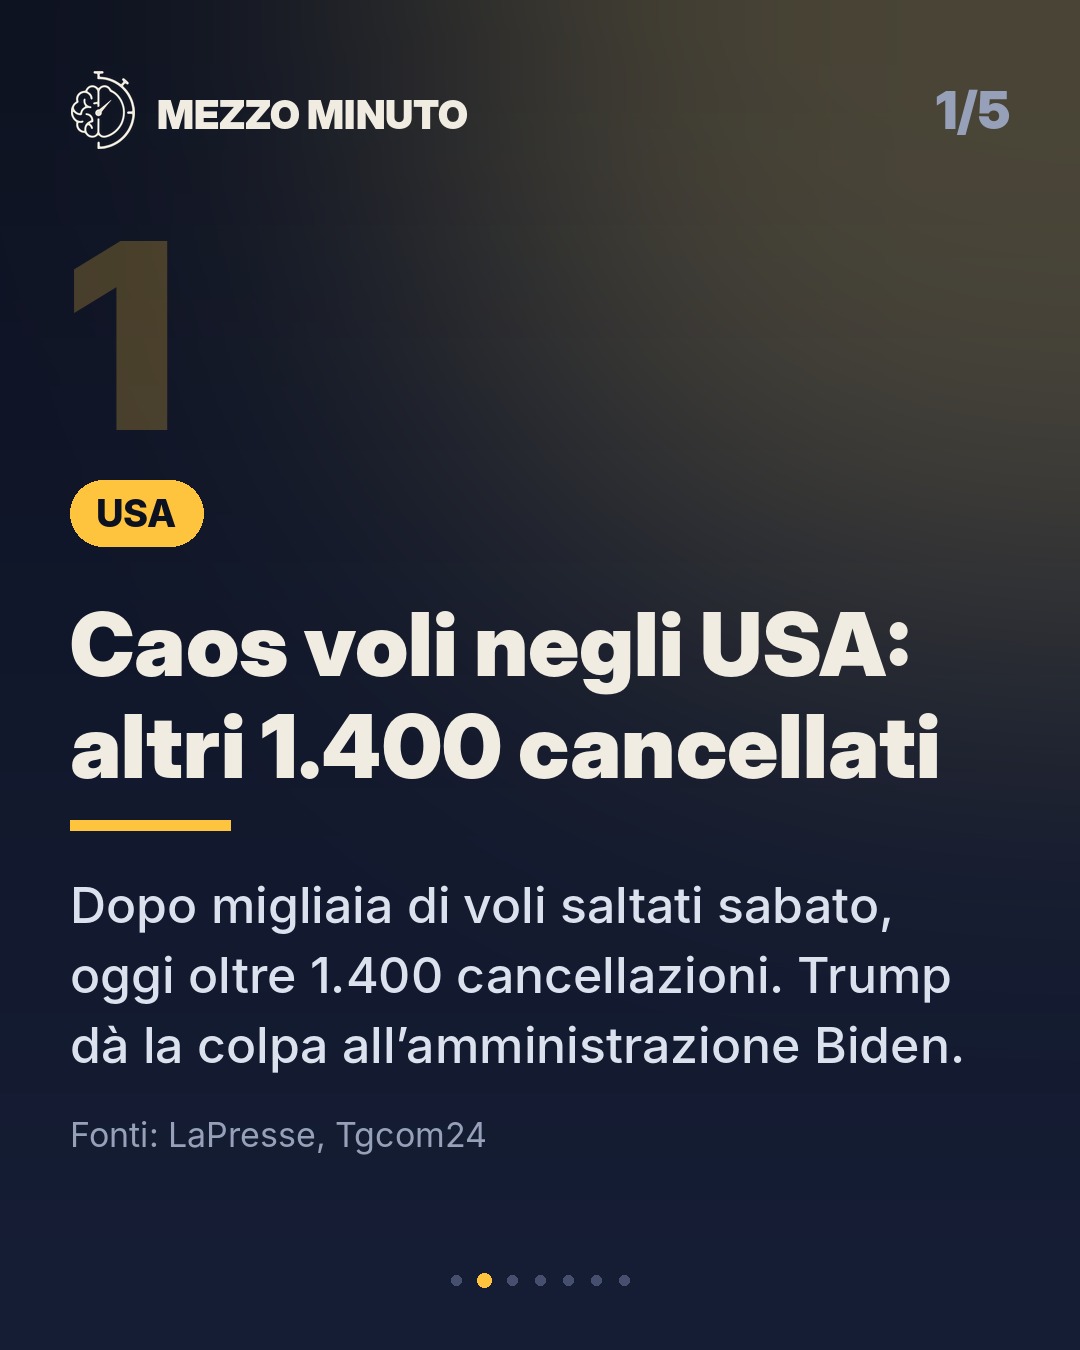 MEZZO MINUTO
1/5
1
USA
Caos voli negli USA:
altri 1.400 cancellati
Dopo migliaia di voli saltati sabato,
oggi oltre 1.400 cancellazioni. Trump
dà la colpa all’amministrazione Biden.
Fonti: LaPresse, Tgcom24